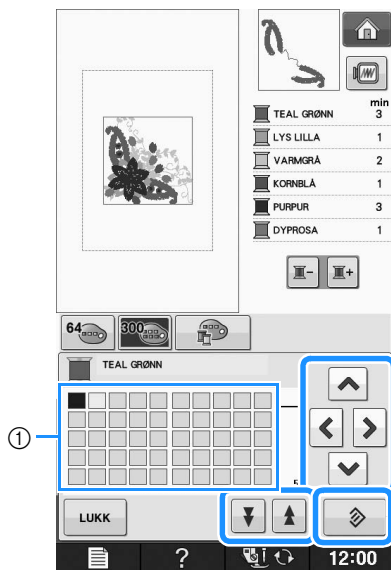 min
TEAL GRØNN 3
LYS LILLA 1
VARMGRÅ 2
KORNBLÅ 1
PURPUR 3
DYPROSA 1
64 300
TEAL GRØNN
①
LUKK
? 12:00